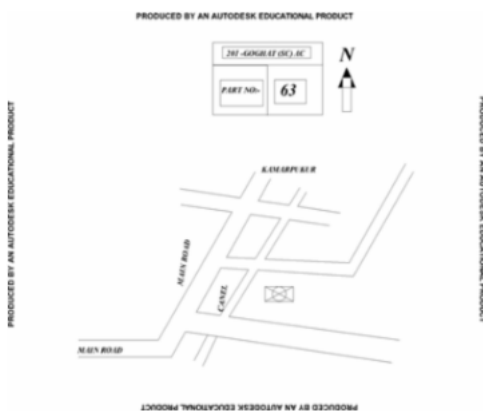 PRODUCED BY AN AUTODESK EDUCATIONAL PRODUCT
201 -GOGHAT (SC) AC
N
PART NO:- 63
PRODUCED BY AN AUTODESK EDUCATIONAL PRODUCT
PRODUCED BY AN AUTODESK EDUCATIONAL PRODUCT
KAMARPUKUR
MAIN ROAD
CANEL
MAIN ROAD
PRODUCED BY AN AUTODESK EDUCATIONAL PRODUCT